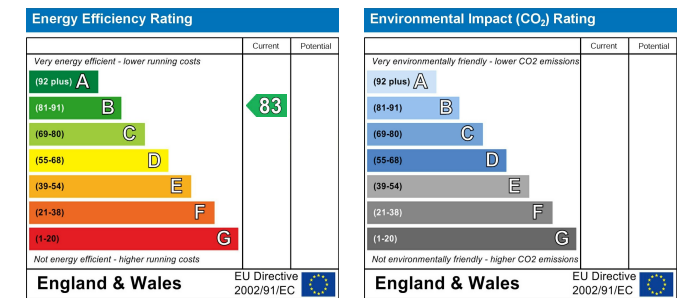 Energy Efficiency Rating
Current Potential
Very energy efficient - lower running costs
(92 plus) A
(81-91) B
83
(69-80) C
(55-68) D
(39-54) E
(21-38) F
(1-20) G
Not energy efficient - higher running costs
England & Wales
EU Directive
2002/91/EC
Environmental Impact (CO2) Rating
Current Potential
Very environmentally friendly - lower CO2 emissions
(92 plus) A
(81-91) B
(69-80) C
(55-68) D
(39-54) E
(21-38) F
(1-20) G
Not environmentally friendly - higher CO2 emissions
England & Wales
EU Directive
2002/91/EC